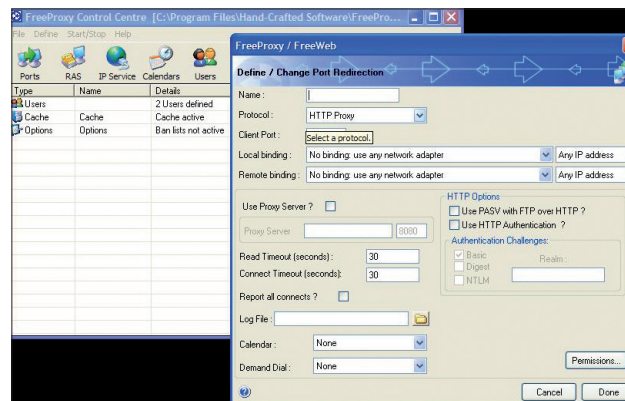 FreeProxy Control Centre [C:\Program Files\Hand-Crafted Software\FreePro...
File Define Start/Stop Help
Ports RAS IP Service Calendars Users
Type Name Details
Users 2 Users defined
Cache Cache Cache active
Options Options Ban lists not active
FreeProxy / FreeWeb
Define / Change Port Redirection
Name :
Protocol : HTTP Proxy
Client Port :
Select a protocol.
Local binding : No binding: use any network adapter Any IP address
Remote binding : No binding: use any network adapter Any IP address
Use Proxy Server ?
Proxy Server 8080
Read Timeout (seconds) : 30
Connect Timeout (seconds): 30
Report all connects ?
Log File :
Calendar : None
Demand Dial : None
HTTP Options
Use PASV with FTP over HTTP ?
Use HTTP Authentication ?
Authentication Challenges:
Basic Realm :
Digest
NTLM
Permissions...
Cancel Done